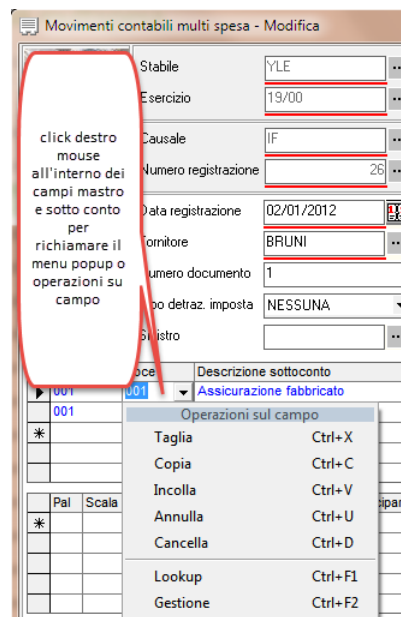 Movimenti contabili multi spesa - Modifica
click destro
mouse
all'interno dei
campi mastro
e sotto conto
per
richiamare il
menu popup o
operazioni su
campo
Stabile YLE
Esercizio 19/00
Causale IF
Numero registrazione 26
Data registrazione 02/01/2012
Fornitore BRUNI
Numero documento 1
detraz. imposta NESSUNA
Descrizione sottoconto
001 001 Assicurazione fabbricato
001
Operazioni sul campo
Taglia Ctrl+X
Copia Ctrl+C
Incolla Ctrl+V
Annulla Ctrl+U
Cancella Ctrl+D
Lookup Ctrl+F1
Gestione Ctrl+F2
Pal Scala